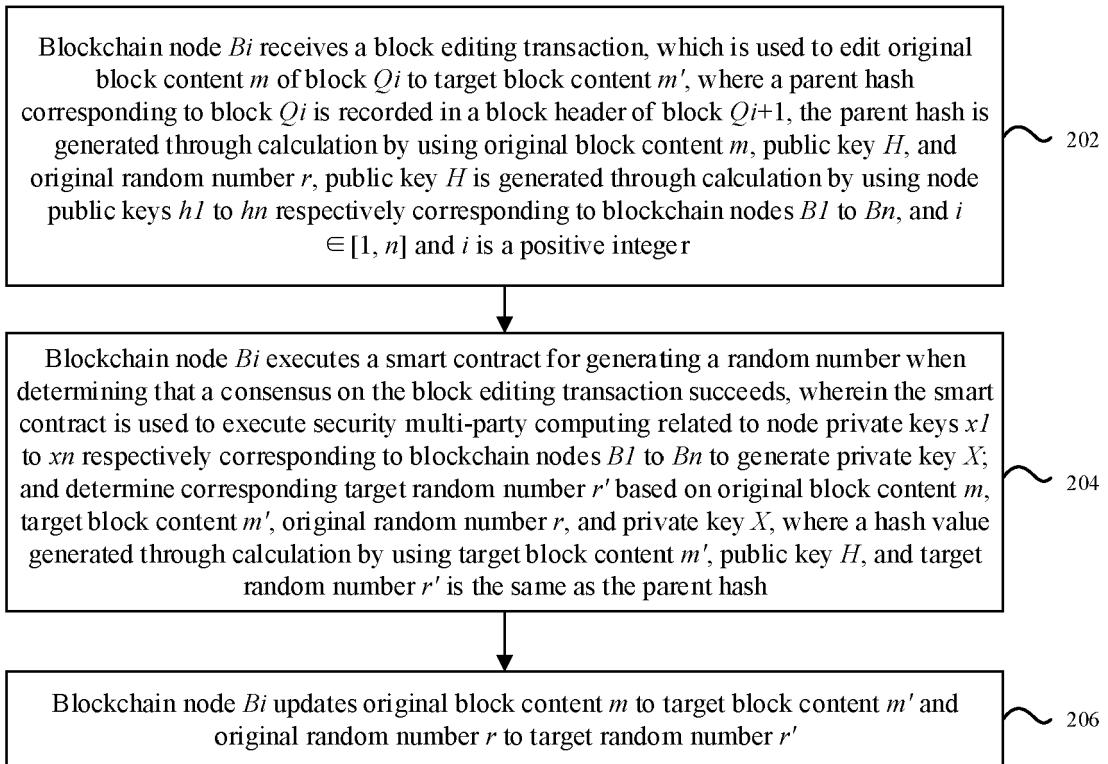 Blockchain node Bi receives a block editing transaction, which is used to edit original
block content m of block Qi to target block content m′, where a parent hash
corresponding to block Qi is recorded in a block header of block Qi+1, the parent hash is
generated through calculation by using original block content m, public key H, and
original random number r, public key H is generated through calculation by using node
public keys h1 to hn respectively corresponding to blockchain nodes B1 to Bn, and i
∈[1, n] and i is a positive integer
202
Blockchain node Bi executes a smart contract for generating a random number when
determining that a consensus on the block editing transaction succeeds, wherein the smart
contract is used to execute security multi-party computing related to node private keys x1
to xn respectively corresponding to blockchain nodes B1 to Bn to generate private key X;
and determine corresponding target random number r′ based on original block content m,
target block content m′, original random number r, and private key X, where a hash value
generated through calculation by using target block content m′, public key H, and target
random number r′ is the same as the parent hash
204
Blockchain node Bi updates original block content m to target block content m′ and
original random number r to target random number r′
206